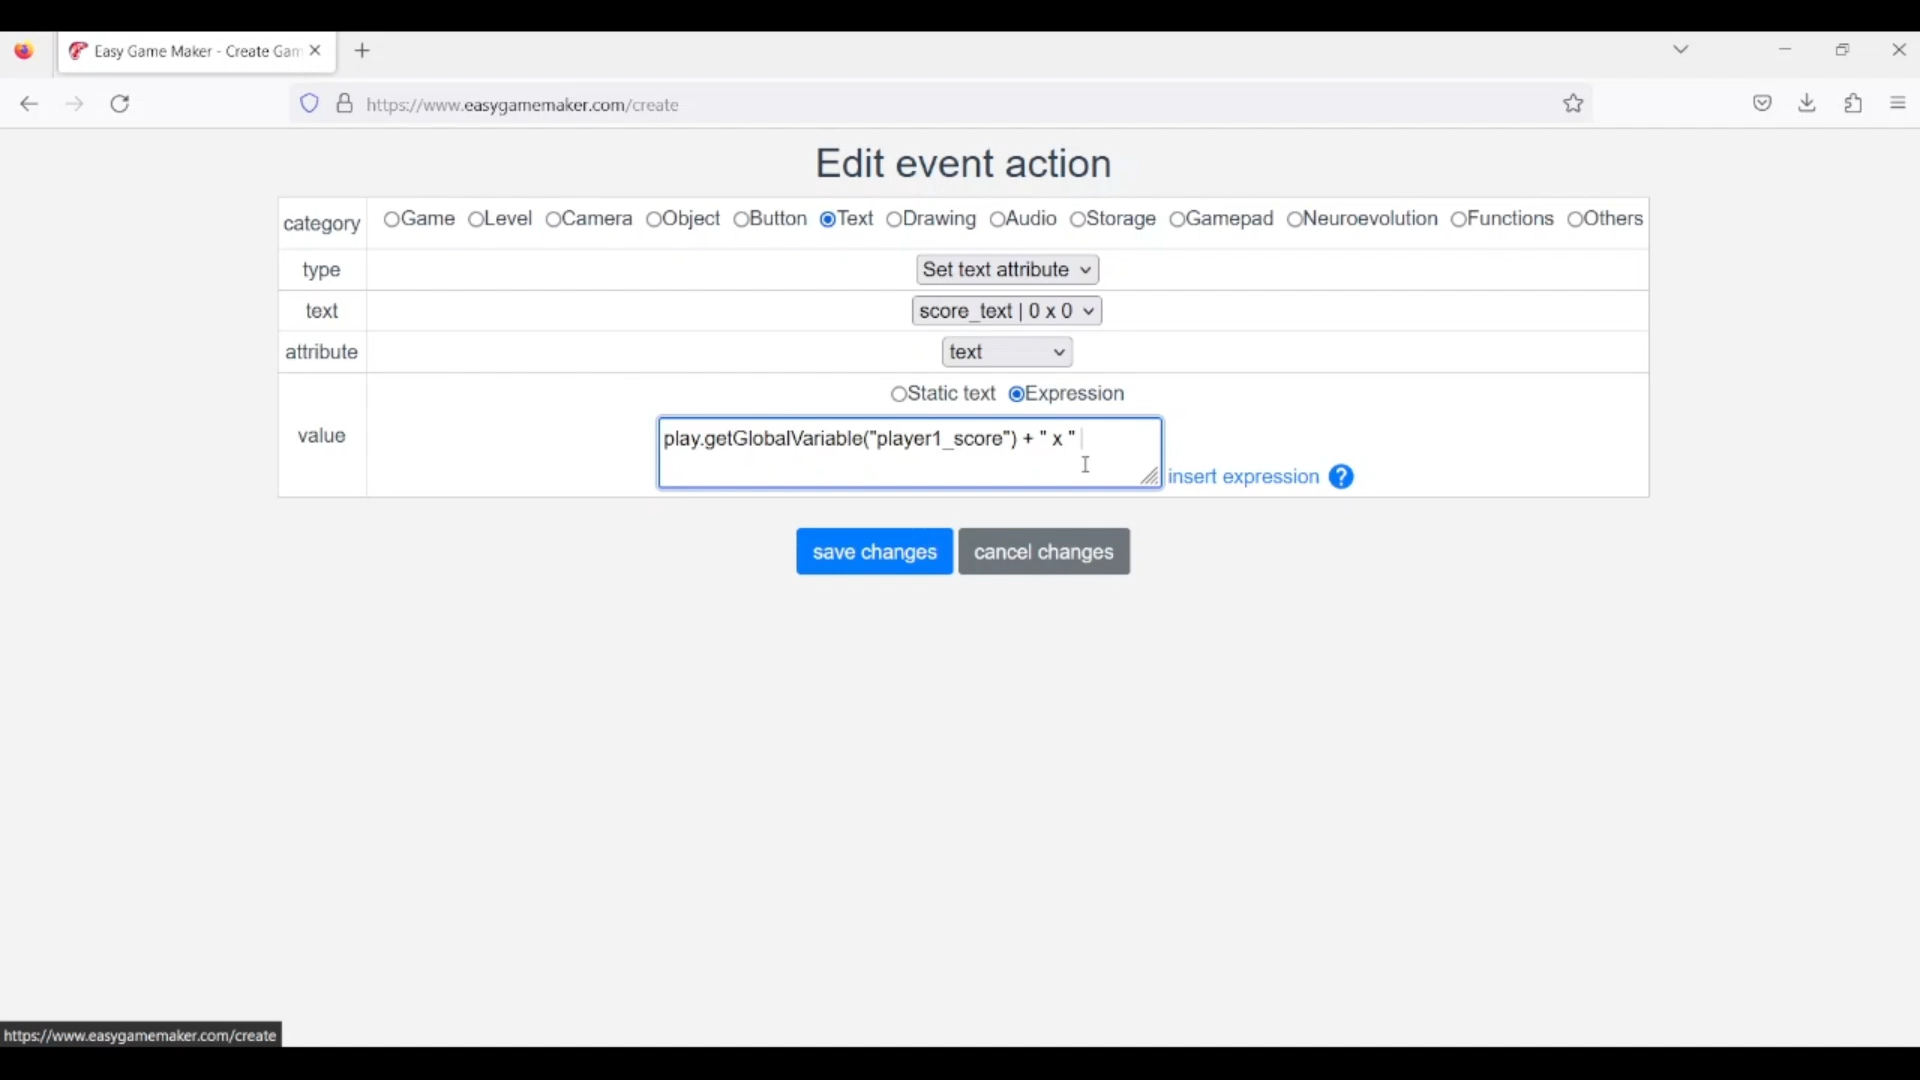 Easy Game Maker - Create Gam
https://www.easygamemaker.com/create
Edit event action
category Game Level Camera Object Button Text Drawing Audio Storage Gamepad Neuroevolution Functions Others
type Set text attribute
text score_text | 0 x 0
attribute text
Static text Expression
value play.getGlobalVariable("player1_score") + " x "
insert expression ?
save changes cancel changes
https://www.easygamemaker.com/create